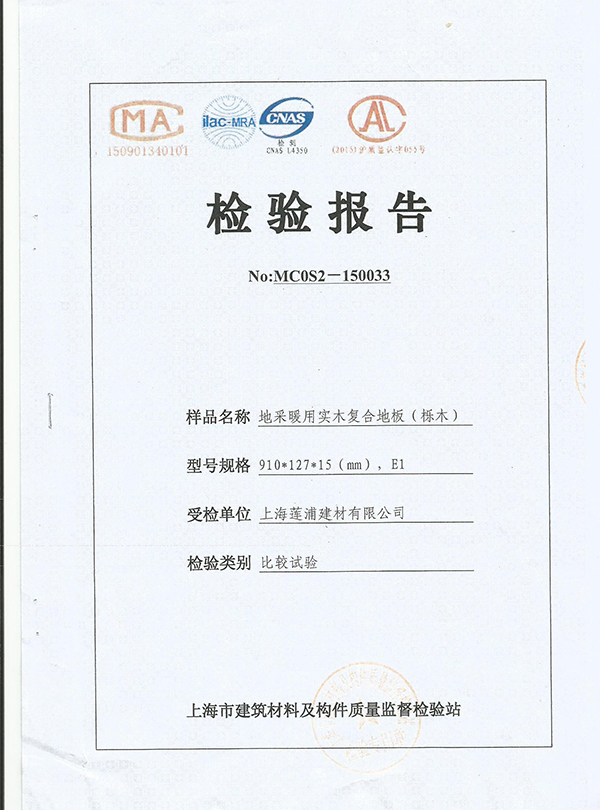 MA
ilac-MRA
CNAS
AL
150901340101
检测
CNAS L4350
检验报告
No:MC0S2－150033
样品名称 地采暖用实木复合地板（栎木）
型号规格 910*127*15（mm）, E1
受检单位 上海莲浦建材有限公司
检验类别 比较试验
上海市建筑材料及构件质量监督检验站